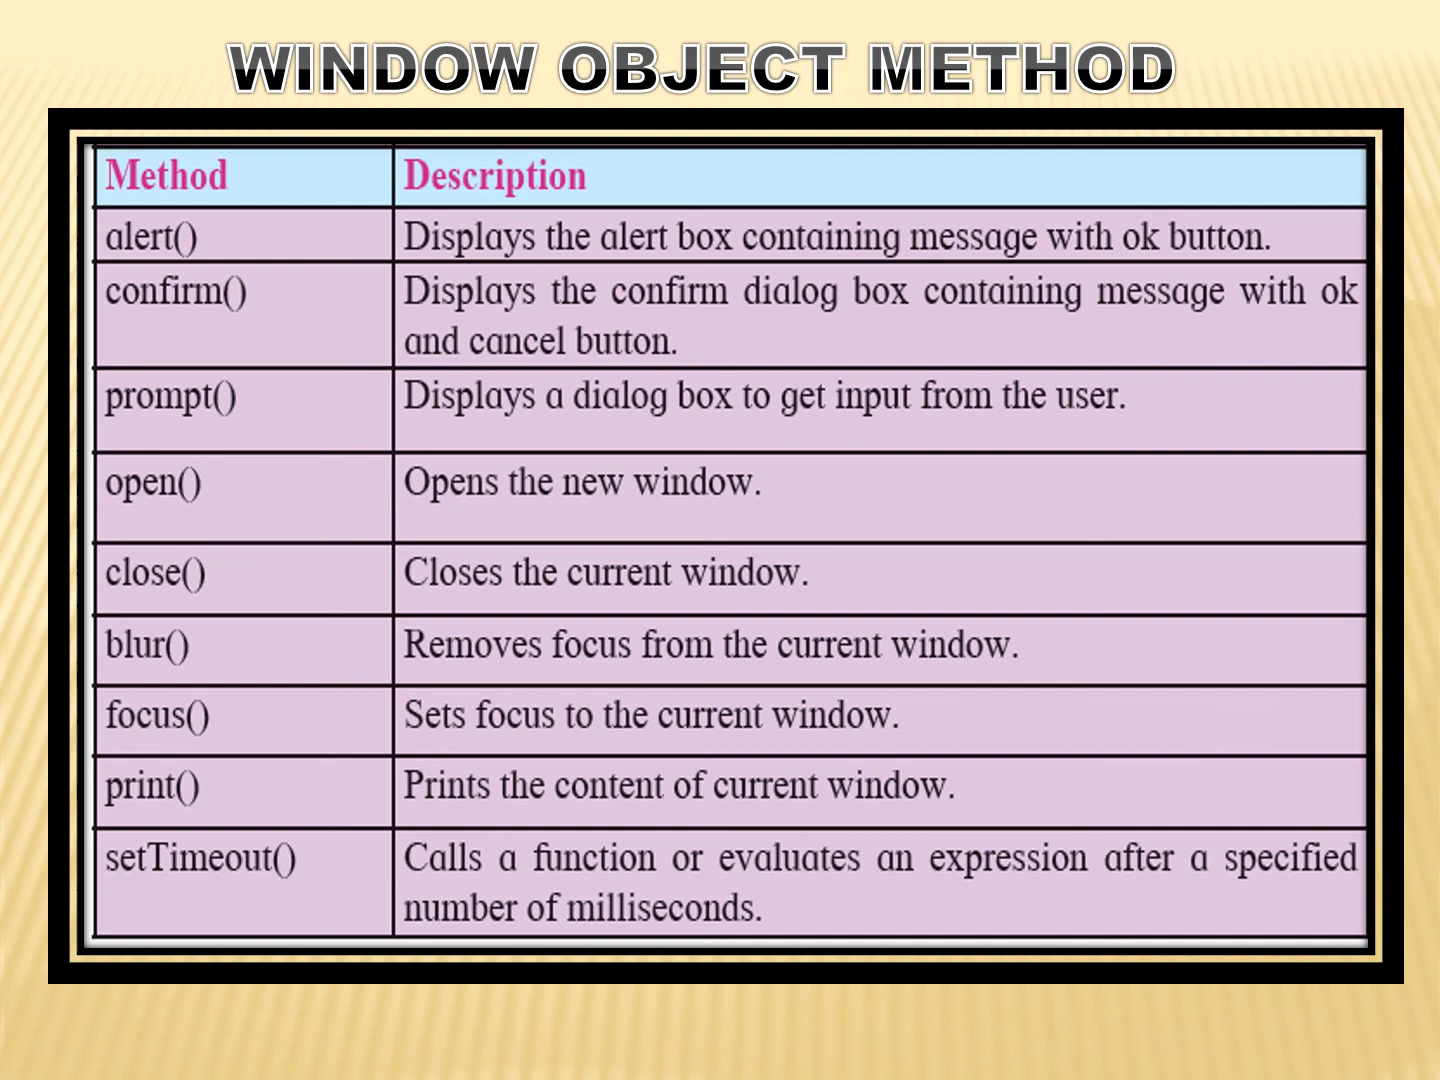 WINDOW OBJECT METHOD
Method Description
alert() Displays the alert box containing message with ok button.
confirm() Displays the confirm dialog box containing message with ok
and cancel button.
prompt() Displays a dialog box to get input from the user.
open() Opens the new window.
close() Closes the current window.
blur() Removes focus from the current window.
focus() Sets focus to the current window.
print() Prints the content of current window.
setTimeout() Calls a function or evaluates an expression after a specified
number of milliseconds.